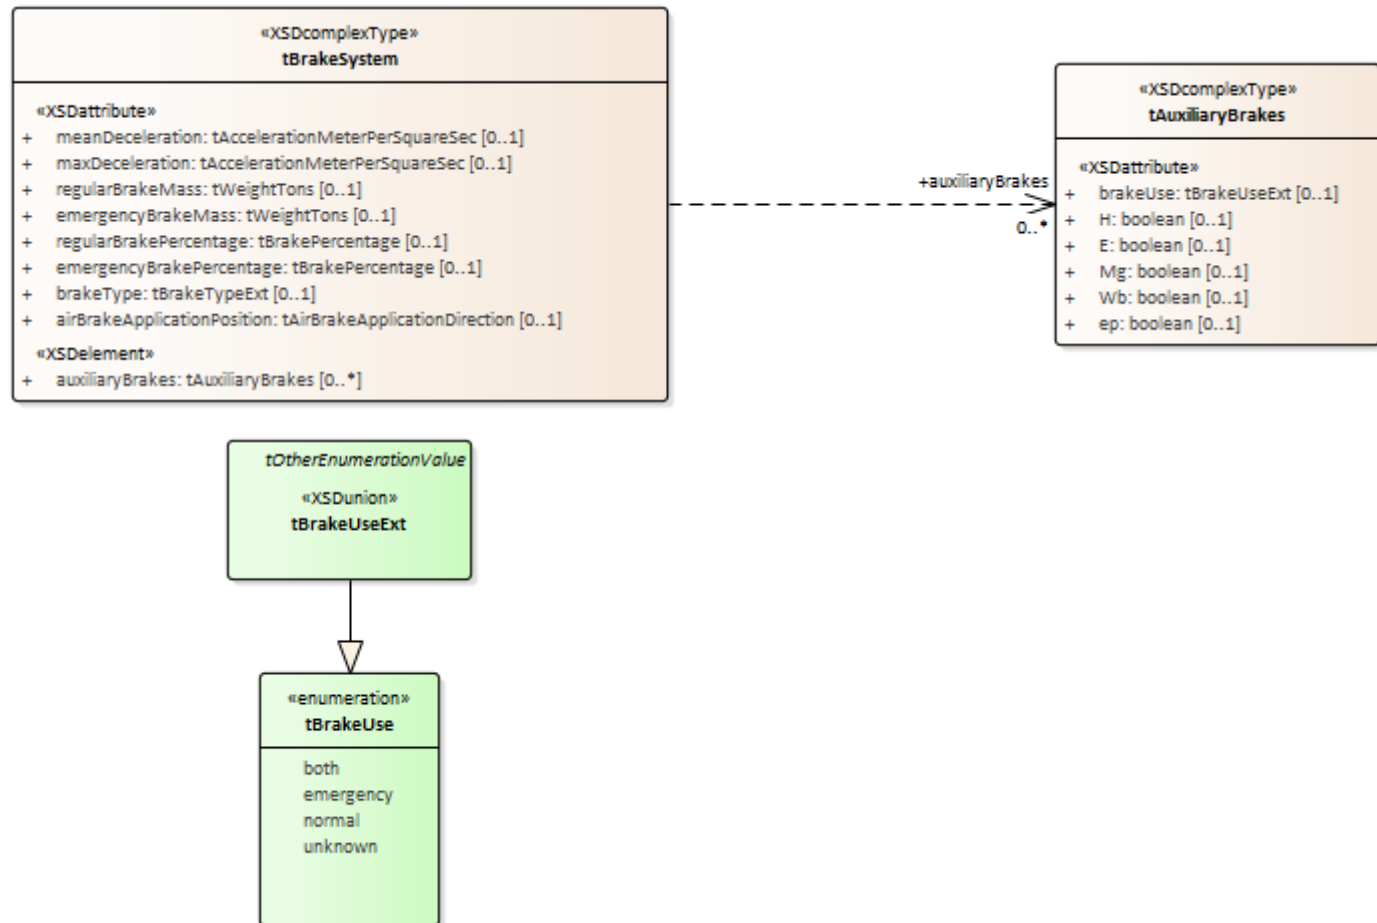 «XSDcomplexType»
tBrakeSystem
«XSDattribute»
+ meanDeceleration: tAccelerationMeterPerSquareSec [0..1]
+ maxDeceleration: tAccelerationMeterPerSquareSec [0..1]
+ regularBrakeMass: tWeightTons [0..1]
+ emergencyBrakeMass: tWeightTons [0..1]
+ regularBrakePercentage: tBrakePercentage [0..1]
+ emergencyBrakePercentage: tBrakePercentage [0..1]
+ brakeType: tBrakeTypeExt [0..1]
+ airBrakeApplicationPosition: tAirBrakeApplicationDirection [0..1]
«XSDelement»
+ auxiliaryBrakes: tAuxiliaryBrakes [0..*]
+auxiliaryBrakes
0..*
«XSDcomplexType»
tAuxiliaryBrakes
«XSDattribute»
+ brakeUse: tBrakeUseExt [0..1]
+ H: boolean [0..1]
+ E: boolean [0..1]
+ Mg: boolean [0..1]
+ Wb: boolean [0..1]
+ ep: boolean [0..1]
tOtherEnumerationValue
«XSDunion»
tBrakeUseExt
«enumeration»
tBrakeUse
both
emergency
normal
unknown